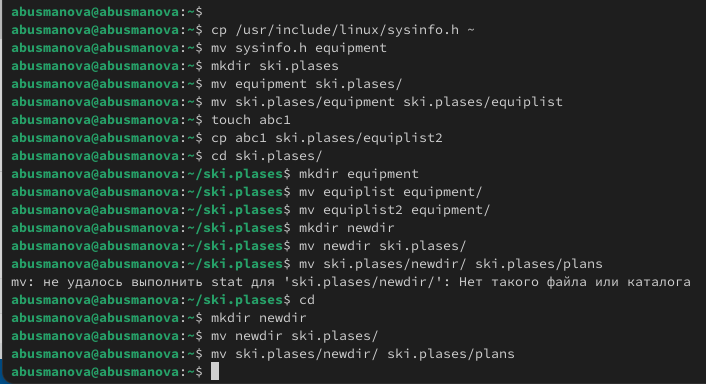 abusmanova@abusmanova:~$
abusmanova@abusmanova:~$ cp /usr/include/linux/sysinfo.h ~
abusmanova@abusmanova:~$ mv sysinfo.h equipment
abusmanova@abusmanova:~$ mkdir ski.plases
abusmanova@abusmanova:~$ mv equipment ski.plases/
abusmanova@abusmanova:~$ mv ski.plases/equipment ski.plases/equiplist
abusmanova@abusmanova:~$ touch abc1
abusmanova@abusmanova:~$ cp abc1 ski.plases/equiplist2
abusmanova@abusmanova:~$ cd ski.plases/
abusmanova@abusmanova:~/ski.plases$ mkdir equipment
abusmanova@abusmanova:~/ski.plases$ mv equiplist equipment/
abusmanova@abusmanova:~/ski.plases$ mv equiplist2 equipment/
abusmanova@abusmanova:~/ski.plases$ mkdir newdir
abusmanova@abusmanova:~/ski.plases$ mv newdir ski.plases/
abusmanova@abusmanova:~/ski.plases$ mv ski.plases/newdir/ ski.plases/plans
mv: не удалось выполнить stat для 'ski.plases/newdir/': Нет такого файла или каталога
abusmanova@abusmanova:~/ski.plases$ cd
abusmanova@abusmanova:~$ mkdir newdir
abusmanova@abusmanova:~$ mv newdir ski.plases/
abusmanova@abusmanova:~$ mv ski.plases/newdir/ ski.plases/plans
abusmanova@abusmanova:~$